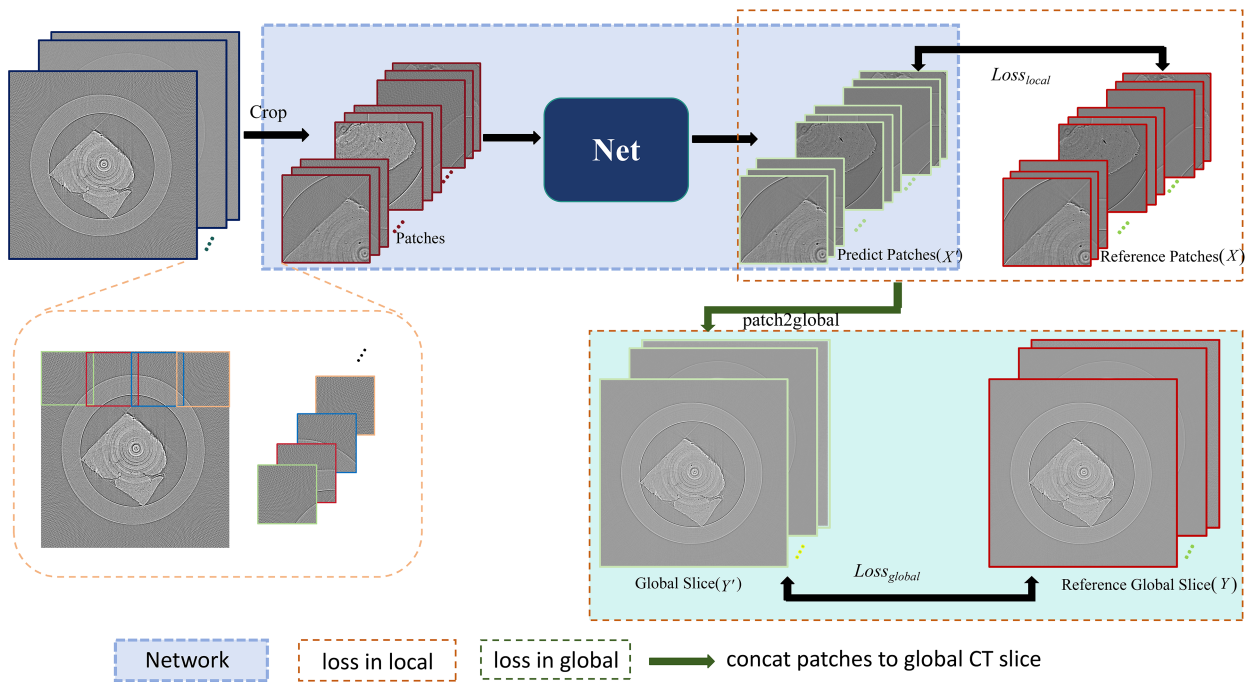 Crop
Patches
Net
Predict Patches(X')
Loss_local
Reference Patches(X)
patch2global
Global Slice(Y')
Loss_global
Reference Global Slice(Y)
Network
loss in local
loss in global
concat patches to global CT slice